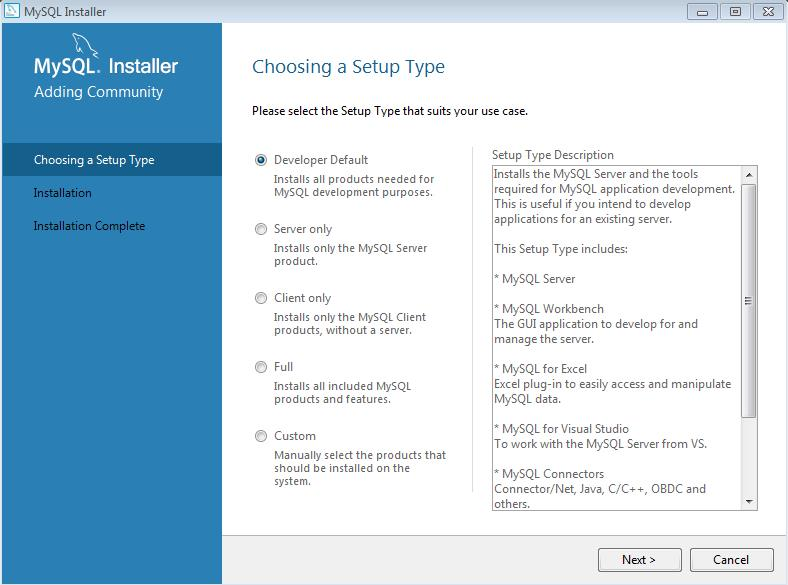 MySQL Installer
MySQL. Installer
Adding Community
Choosing a Setup Type
Installation
Installation Complete
Choosing a Setup Type
Please select the Setup Type that suits your use case.
Developer Default
Installs all products needed for
MySQL development purposes.
Server only
Installs only the MySQL Server
product.
Client only
Installs only the MySQL Client
products, without a server.
Full
Installs all included MySQL
products and features.
Custom
Manually select the products that
should be installed on the
system.
Setup Type Description
Installs the MySQL Server and the tools
required for MySQL application development.
This is useful if you intend to develop
applications for an existing server.
This Setup Type includes:
* MySQL Server
* MySQL Workbench
The GUI application to develop for and
manage the server.
* MySQL for Excel
Excel plug-in to easily access and manipulate
MySQL data.
* MySQL for Visual Studio
To work with the MySQL Server from VS.
* MySQL Connectors
Connector/Net, Java, C/C++, OBDC and
others.
Next >
Cancel